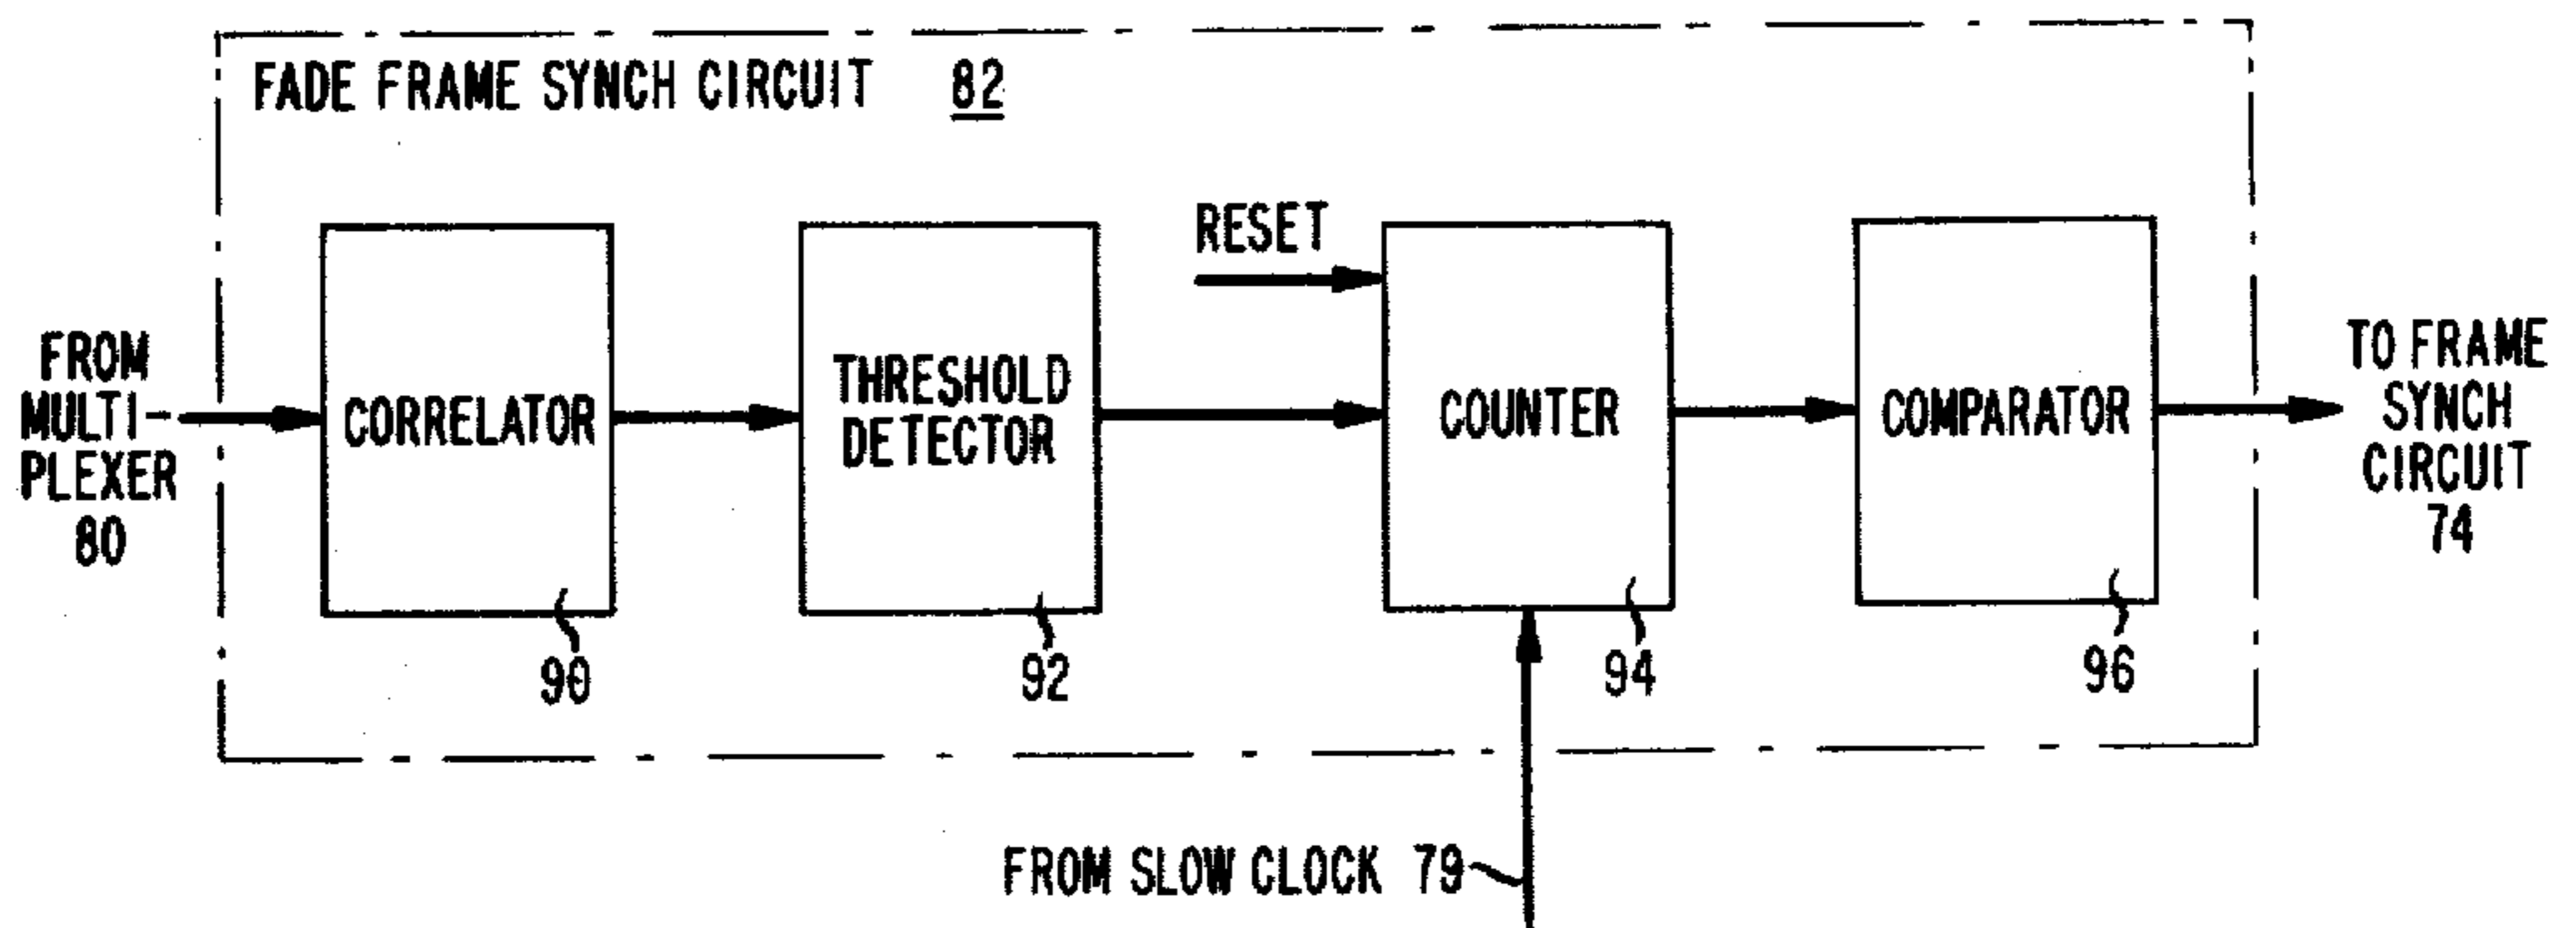 FADE FRAME SYNCH CIRCUIT 82
RESET
FROM
MULTI-
PLEXER
80
CORRELATOR
90
THRESHOLD
DETECTOR
92
COUNTER
94
COMPARATOR
96
TO FRAME
SYNCH
CIRCUIT
74
FROM SLOW CLOCK 79